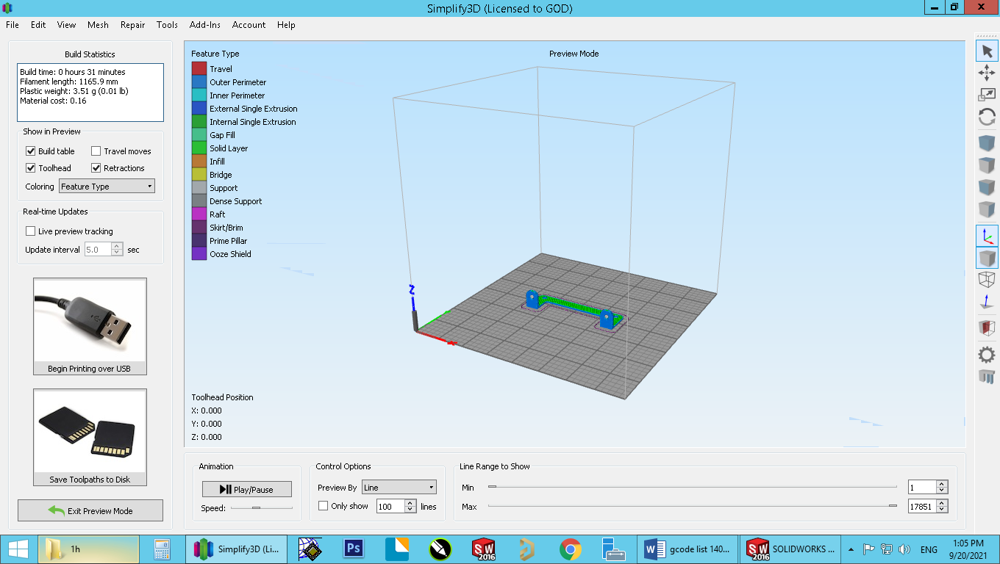 Simplify3D (Licensed to GOD)
File Edit View Mesh Repair Tools Add-Ins Account Help
Build Statistics
Build time: 0 hours 31 minutes
Filament length: 1165.9 mm
Plastic weight: 3.51 g (0.01 lb)
Material cost: 0.16
Show in Preview
Build table Travel moves
Toolhead Retractions
Coloring Feature Type
Real-time Updates
Live preview tracking
Update interval 5.0 sec
Begin Printing over USB
Save Toolpaths to Disk
Exit Preview Mode
Feature Type
Preview Mode
Travel
Outer Perimeter
Inner Perimeter
External Single Extrusion
Internal Single Extrusion
Gap Fill
Solid Layer
Infill
Bridge
Support
Dense Support
Raft
Skirt/Brim
Prime Pillar
Ooze Shield
Z
Toolhead Position
X: 0.000
Y: 0.000
Z: 0.000
Animation
Play/Pause
Speed:
Control Options
Preview By Line
Only show 100 lines
Line Range to Show
Min 1
Max 17851
1h
Simplify3D (Li...
Ps
SW
2016
gcode list 140...
SW
2016
SOLIDWORKS ...
ENG
1:05 PM
9/20/2021